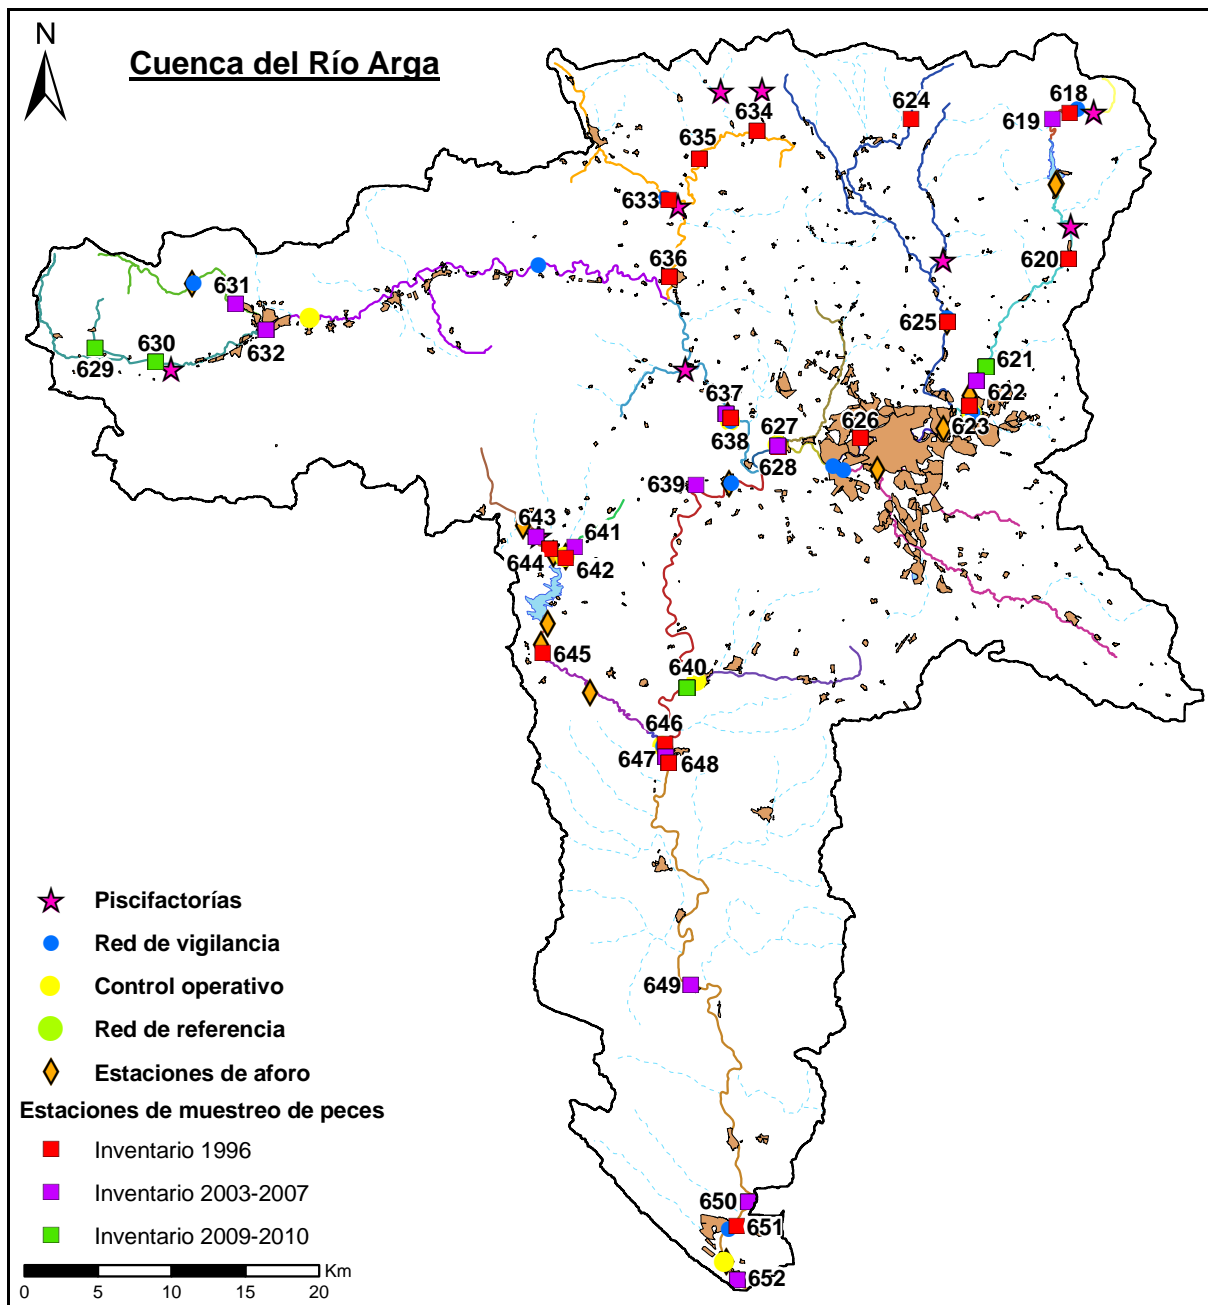 N
Cuenca del Río Arga
618
619
624
634
635
633
636
620
631
632
630
629
625
621
622
623
637
638
627
628
626
639
643
644
641
642
645
640
646
647
648
649
650
651
652
Piscifactorías
Red de vigilancia
Control operativo
Red de referencia
Estaciones de aforo
Estaciones de muestreo de peces
Inventario 1996
Inventario 2003-2007
Inventario 2009-2010
Km
0 5 10 15 20